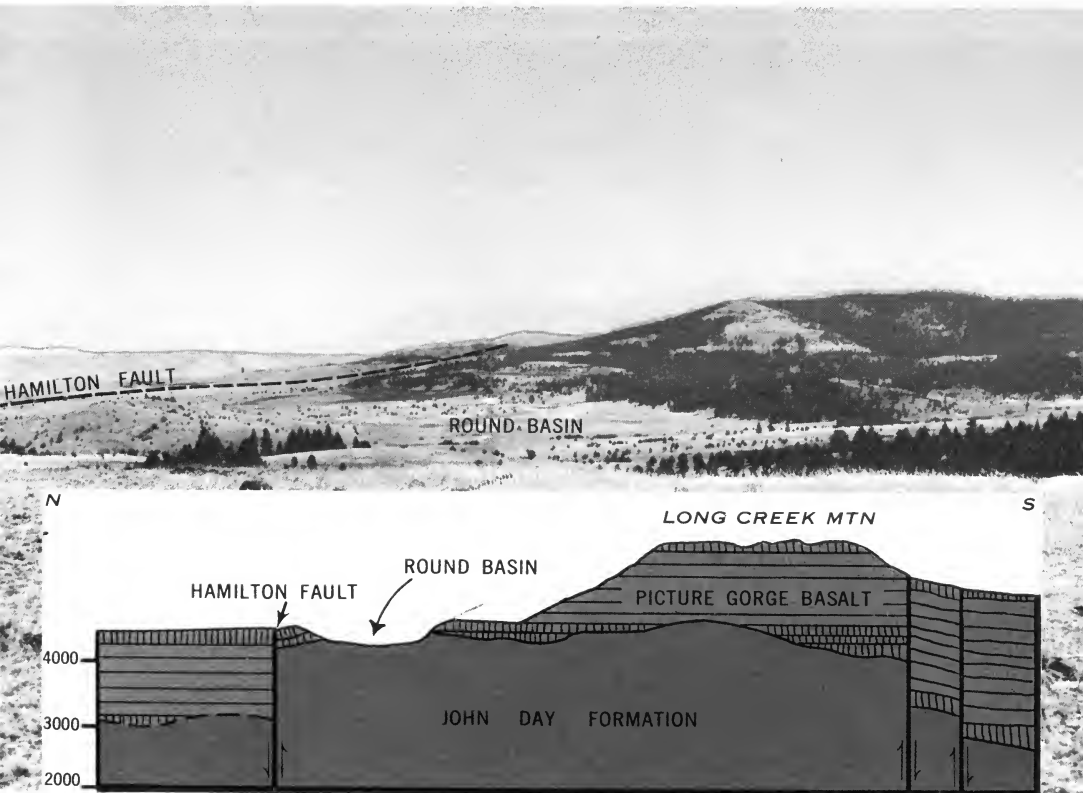 HAMILTON FAULT
ROUND BASIN
N
S
LONG CREEK MTN
ROUND BASIN
HAMILTON FAULT
PICTURE GORGE BASALT
4000
JOHN DAY FORMATION
3000
2000